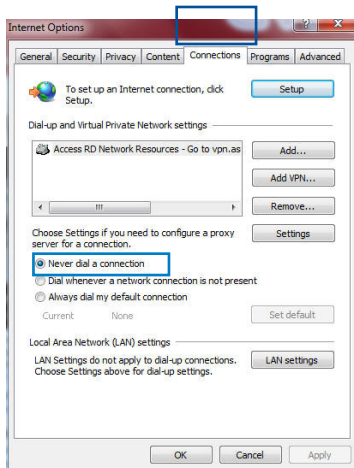 Internet Options
?
General Security Privacy Content Connections Programs Advanced
To set up an Internet connection, click
Setup.
Setup
Dial-up and Virtual Private Network settings
Access RD Network Resources - Go to vpn.as
Add...
Add VPN...
Remove...
Choose Settings if you need to configure a proxy
server for a connection.
Settings
Never dial a connection
Dial whenever a network connection is not present
Always dial my default connection
Current None
Set default
Local Area Network (LAN) settings
LAN Settings do not apply to dial-up connections.
Choose Settings above for dial-up settings.
LAN settings
OK Cancel Apply